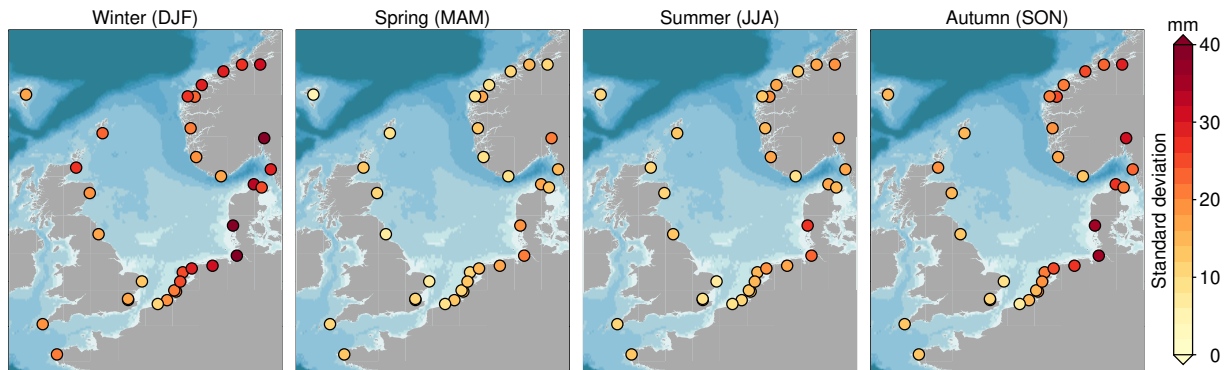 Winter (DJF)
Spring (MAM)
Summer (JJA)
Autumn (SON)
mm
40
30
20
10
0
Standard deviation